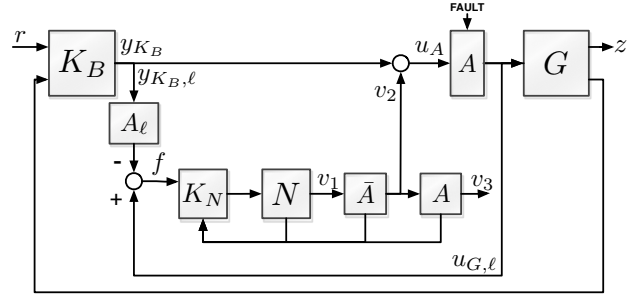 FAULT
r
K_B
y_{K_B}
y_{K_B,ℓ}
u_A
A
G
z
v_2
A_ℓ
-
f
+
K_N
N
v_1
Ā
A
v_3
u_{G,ℓ}